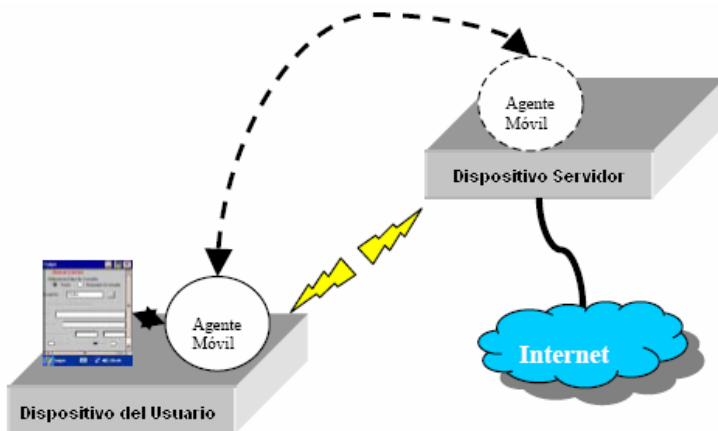 Agente
Móvil
Dispositivo Servidor
Agente
Móvil
Internet
Dispositivo del Usuario